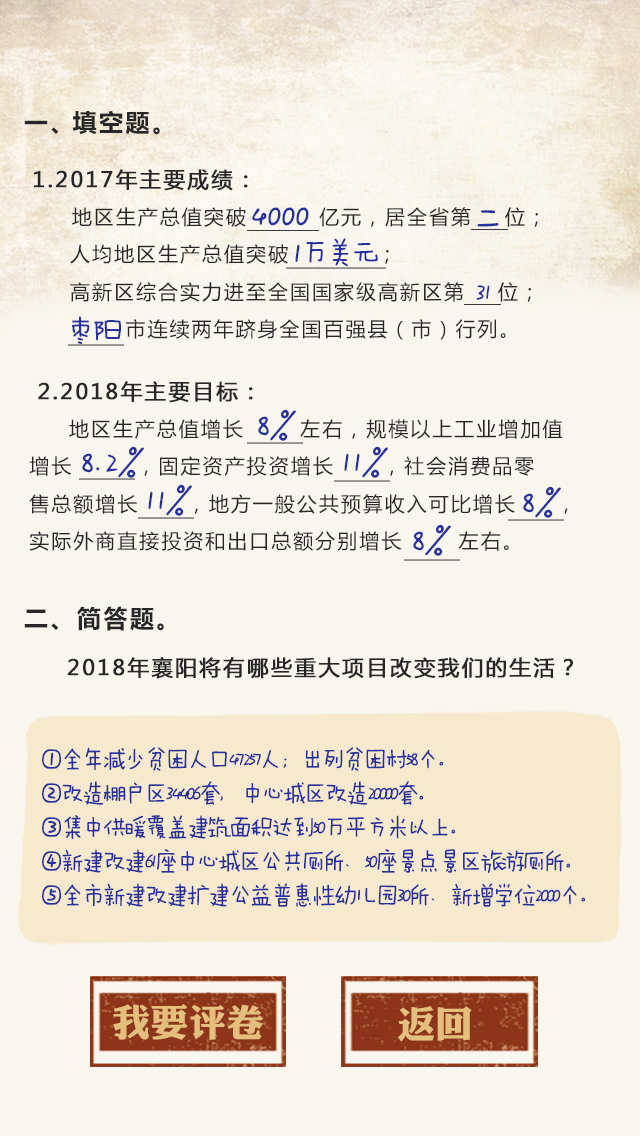 一、填空题。
1.2017年主要成绩：
地区生产总值突破4000亿元，居全省第二位；
人均地区生产总值突破1万美元；
高新区综合实力进至全国国家级高新区第31位；
枣阳市连续两年跻身全国百强县（市）行列。
2.2018年主要目标：
地区生产总值增长8%左右，规模以上工业增加值
增长8.2%，固定资产投资增长11%，社会消费品零
售总额增长11%，地方一般公共预算收入可比增长8%，
实际外商直接投资和出口总额分别增长8%左右。
二、简答题。
2018年襄阳将有哪些重大项目改变我们的生活？
①全年减少贫困人口47257人；出列贫困村158个。
②改造棚户区34406套，中心城区改造20000套。
③集中供暖覆盖建筑面积达到150万平方米以上。
④新建改建61座中心城区公共厕所、50座景点景区旅游厕所。
⑤全市新建改建扩建公益普惠性幼儿园30所、新增学位2000个。
我要评卷 返回